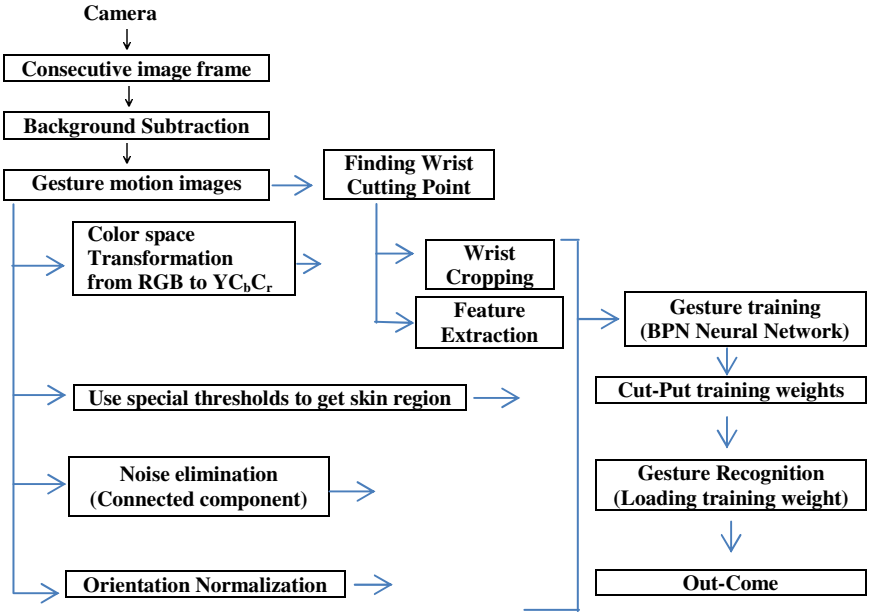 Camera
Consecutive image frame
Background Subtraction
Gesture motion images
Finding Wrist
Cutting Point
Color space
Transformation
from RGB to YCbCr
Wrist
Cropping
Feature
Extraction
Use special thresholds to get skin region
Noise elimination
(Connected component)
Orientation Normalization
Gesture training
(BPN Neural Network)
Cut-Put training weights
Gesture Recognition
(Loading training weight)
Out-Come